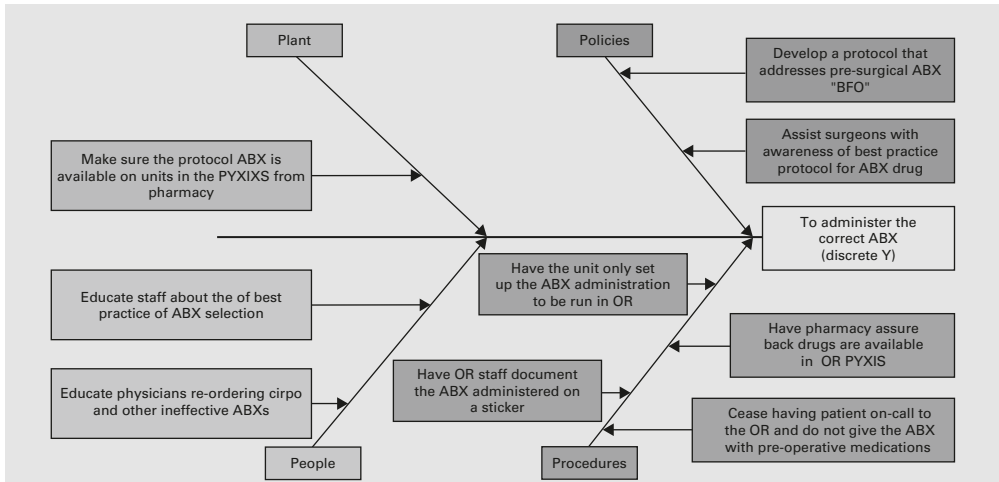 Plant
Policies
Develop a protocol that
addresses pre-surgical ABX
"BFO"
Assist surgeons with
awareness of best practice
protocol for ABX drug
Make sure the protocol ABX is
available on units in the PYXIXS from
pharmacy
To administer the
correct ABX
(discrete Y)
Have the unit only set
up the ABX administration
to be run in OR
Educate staff about the of best
practice of ABX selection
Have pharmacy assure
back drugs are available
in OR PYXIS
Have OR staff document
the ABX administered on
a sticker
Educate physicians re-ordering cirpo
and other ineffective ABXs
Cease having patient on-call to
the OR and do not give the ABX
with pre-operative medications
People
Procedures